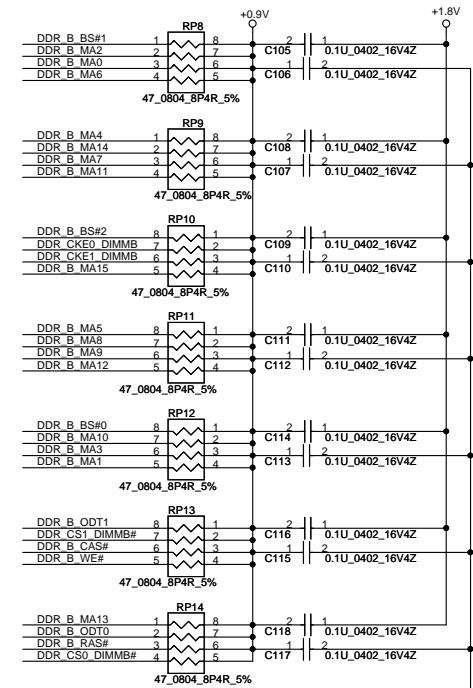 +0.9V +1.8V
RP8
DDR_B_BS#1 1 8 2 1
DDR_B_MA2 2 7 C105 0.1U_0402_16V4Z
DDR_B_MA0 3 6 1 2
DDR_B_MA6 4 5 C106 0.1U_0402_16V4Z
47_0804_8P4R_5%
RP9
DDR_B_MA4 1 8 2 1
DDR_B_MA14 2 7 C108 0.1U_0402_16V4Z
DDR_B_MA7 3 6 1 2
DDR_B_MA11 4 5 C107 0.1U_0402_16V4Z
47_0804_8P4R_5%
RP10
DDR_B_BS#2 8 1 2 1
DDR_CKE0_DIMMB 7 2 C109 0.1U_0402_16V4Z
DDR_CKE1_DIMMB 6 3 1 2
DDR_B_MA15 5 4 C110 0.1U_0402_16V4Z
47_0804_8P4R_5%
RP11
DDR_B_MA5 8 1 2 1
DDR_B_MA8 7 2 C111 0.1U_0402_16V4Z
DDR_B_MA9 6 3 1 2
DDR_B_MA12 5 4 C112 0.1U_0402_16V4Z
47_0804_8P4R_5%
RP12
DDR_B_BS#0 8 1 2 1
DDR_B_MA10 7 2 C114 0.1U_0402_16V4Z
DDR_B_MA3 6 3 1 2
DDR_B_MA1 5 4 C113 0.1U_0402_16V4Z
47_0804_8P4R_5%
RP13
DDR_B_ODT1 8 1 2 1
DDR_CS1_DIMMB# 7 2 C116 0.1U_0402_16V4Z
DDR_B_CAS# 6 3 1 2
DDR_B_WE# 5 4 C115 0.1U_0402_16V4Z
47_0804_8P4R_5%
RP14
DDR_B_MA13 1 8 2 1
DDR_B_ODT0 2 7 C118 0.1U_0402_16V4Z
DDR_B_RAS# 3 6 1 2
DDR_CS0_DIMMB# 4 5 C117 0.1U_0402_16V4Z
47_0804_8P4R_5%